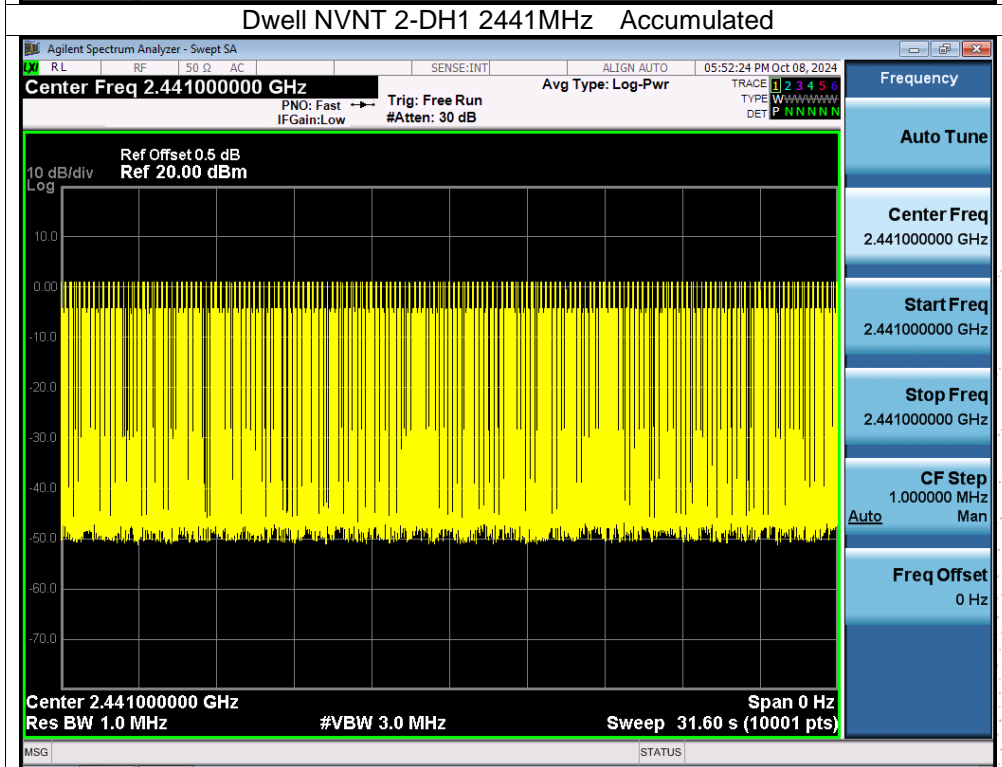 Dwell NVNT 2-DH1 2441MHz Accumulated
Agilent Spectrum Analyzer - Swept SA
LXI RL RF 50 Ω AC SENSE:INT ALIGN AUTO 05:52:24 PM Oct 08, 2024
Center Freq 2.441000000 GHz
PNO: Fast
IFGain:Low
Trig: Free Run
#Atten: 30 dB
Avg Type: Log-Pwr
TRACE 1 2 3 4 5 6
TYPE WWWWWW
DET P N N N N N
Ref Offset 0.5 dB
10 dB/div Ref 20.00 dBm
Log
10.0
0.00
-10.0
-20.0
-30.0
-40.0
-50.0
-60.0
-70.0
Center 2.441000000 GHz Span 0 Hz
Res BW 1.0 MHz #VBW 3.0 MHz Sweep 31.60 s (10001 pts)
MSG STATUS
Frequency
Auto Tune
Center Freq
2.441000000 GHz
Start Freq
2.441000000 GHz
Stop Freq
2.441000000 GHz
CF Step
1.000000 MHz
Auto Man
Freq Offset
0 Hz